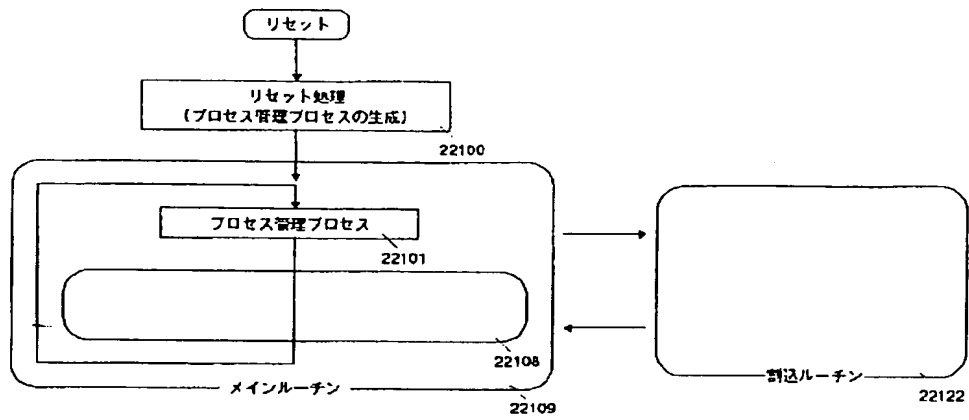 リセット
リセット処理
(プロセス管理プロセスの生成)
22100
プロセス管理プロセス
22101
22108
メインルーチン
22109
割込ルーチン
22122